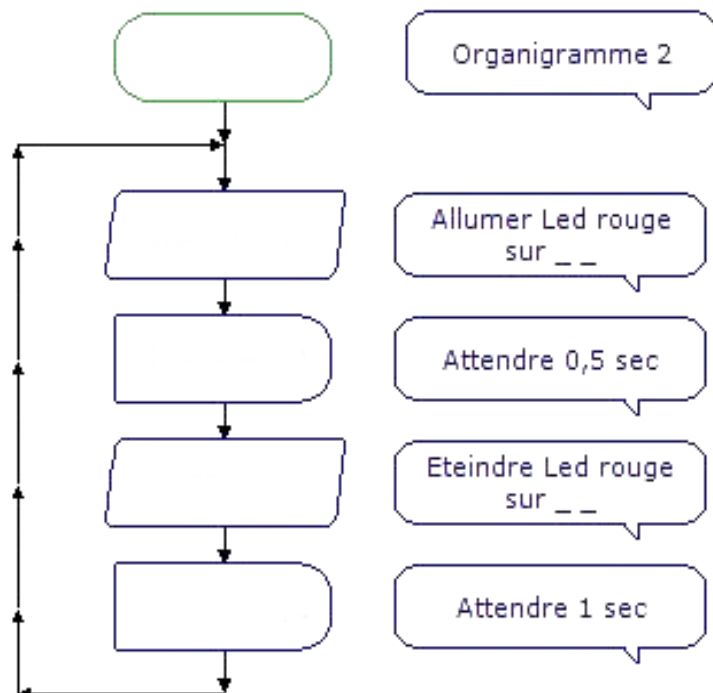 Organigramme 2
Allumer Led rouge
sur _ _
Attendre 0,5 sec
Eteindre Led rouge
sur _ _
Attendre 1 sec